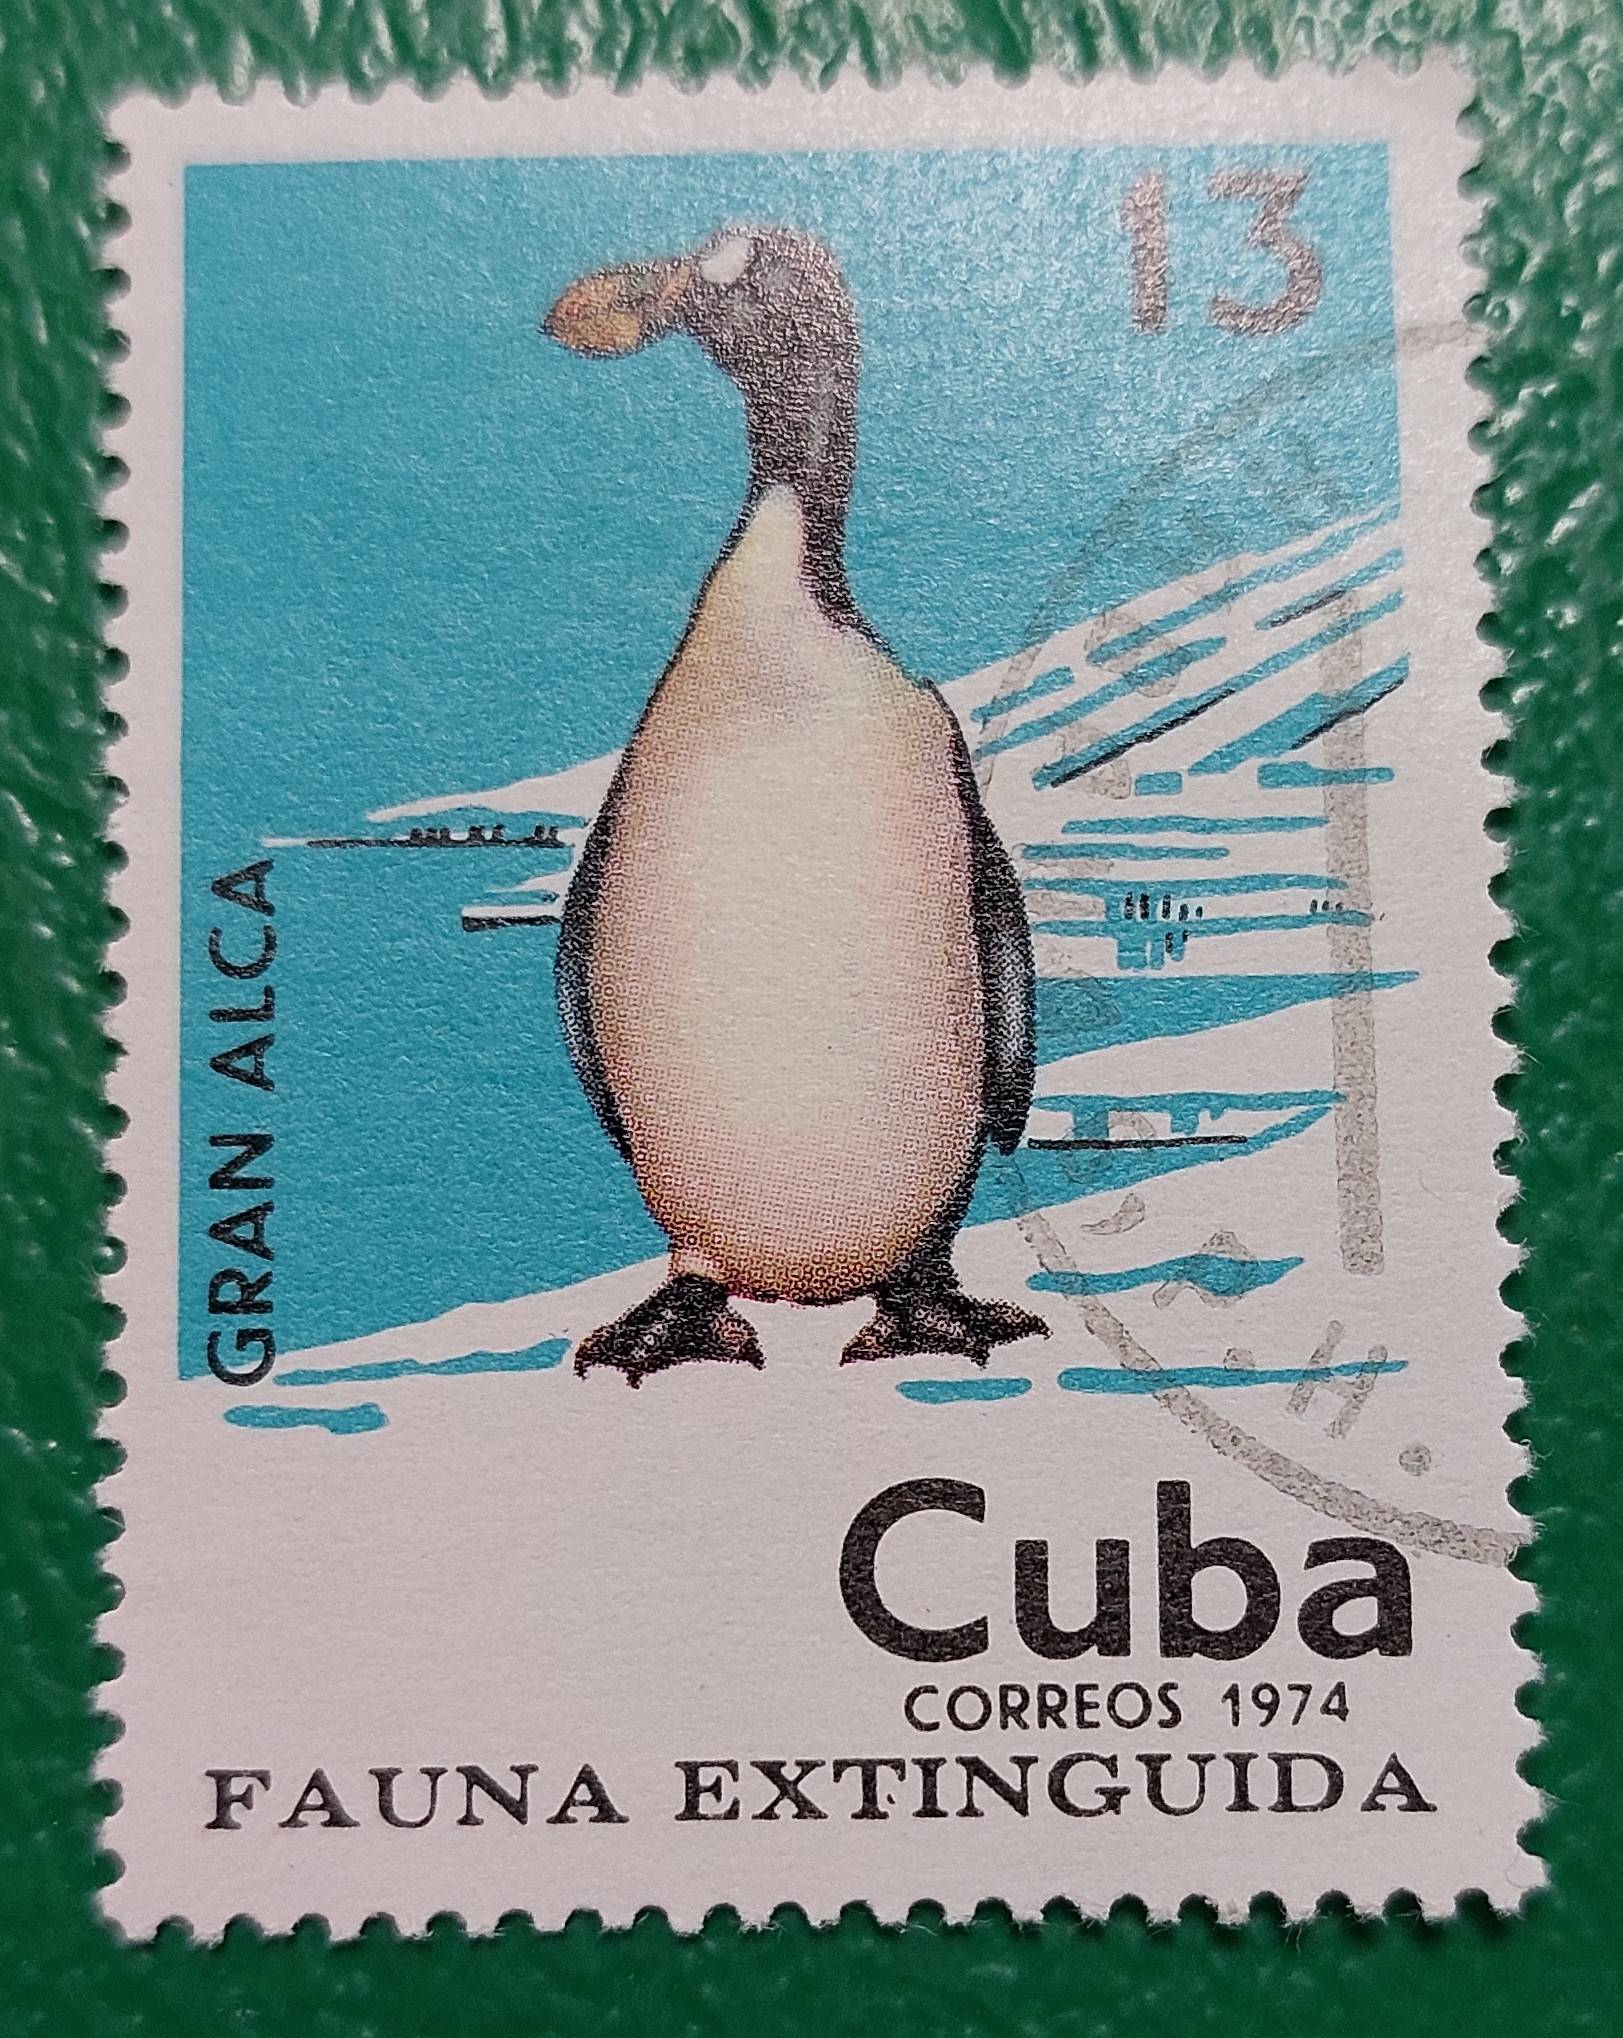 13
GRAN ALCA
Cuba
CORREOS 1974
FAUNA EXTINGUIDA